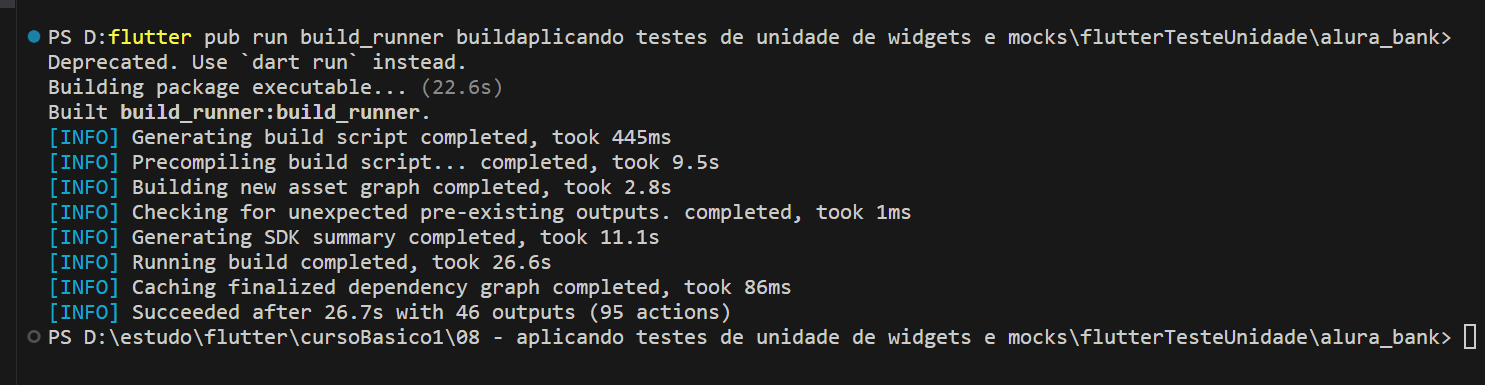 PS D:flutter pub run build_runner buildaplicando testes de unidade de widgets e mocks\flutterTesteUnidade\alura_bank>
Deprecated. Use `dart run` instead.
Building package executable... (22.6s)
Built build_runner:build_runner.
[INFO] Generating build script completed, took 445ms
[INFO] Precompiling build script... completed, took 9.5s
[INFO] Building new asset graph completed, took 2.8s
[INFO] Checking for unexpected pre-existing outputs. completed, took 1ms
[INFO] Generating SDK summary completed, took 11.1s
[INFO] Running build completed, took 26.6s
[INFO] Caching finalized dependency graph completed, took 86ms
[INFO] Succeeded after 26.7s with 46 outputs (95 actions)
PS D:\estudo\flutter\cursoBasico1\08 - aplicando testes de unidade de widgets e mocks\flutterTesteUnidade\alura_bank>